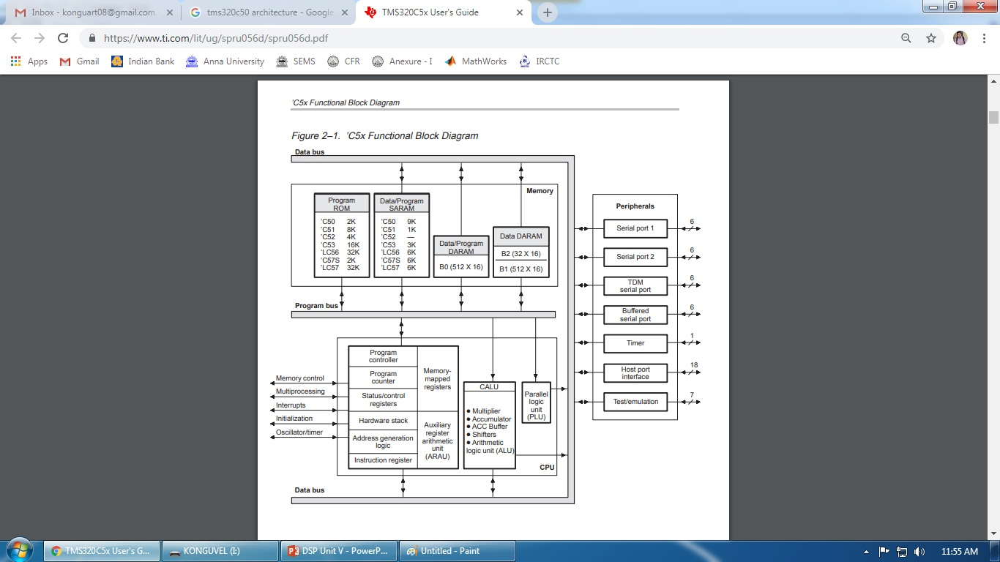 Inbox - konguart08@gmail.com
tms320c50 architecture - Google
TMS320C5x User's Guide
https://www.ti.com/lit/ug/spru056d/spru056d.pdf
Apps
Gmail
Indian Bank
Anna University
SEMS
CFR
Anexure - I
MathWorks
IRCTC
'C5x Functional Block Diagram
Figure 2–1. 'C5x Functional Block Diagram
Data bus
Memory
Program
ROM
'C50 2K
'C51 8K
'C52 4K
'C53 16K
'LC56 32K
'C57S 2K
'LC57 32K
Data/Program
SARAM
'C50 9K
'C51 1K
'C52 —
'C53 3K
'LC56 6K
'C57S 6K
'LC57 6K
Data/Program
DARAM
B0 (512 X 16)
Data DARAM
B2 (32 X 16)
B1 (512 X 16)
Program bus
Program
controller
Program
counter
Status/control
registers
Hardware stack
Address generation
logic
Instruction register
Memory-
mapped
registers
Auxiliary
register
arithmetic
unit
(ARAU)
Memory control
Multiprocessing
Interrupts
Initialization
Oscillator/timer
CALU
● Multiplier
● Accumulator
● ACC Buffer
● Shifters
● Arithmetic
logic unit (ALU)
Parallel
logic
unit
(PLU)
CPU
Data bus
Peripherals
Serial port 1
6
Serial port 2
6
TDM
serial port
6
Buffered
serial port
6
Timer
1
Host port
interface
18
Test/emulation
7
TMS320C5x User's G...
KONGUVEL (I:)
DSP Unit V - PowerP...
Untitled - Paint
11:55 AM